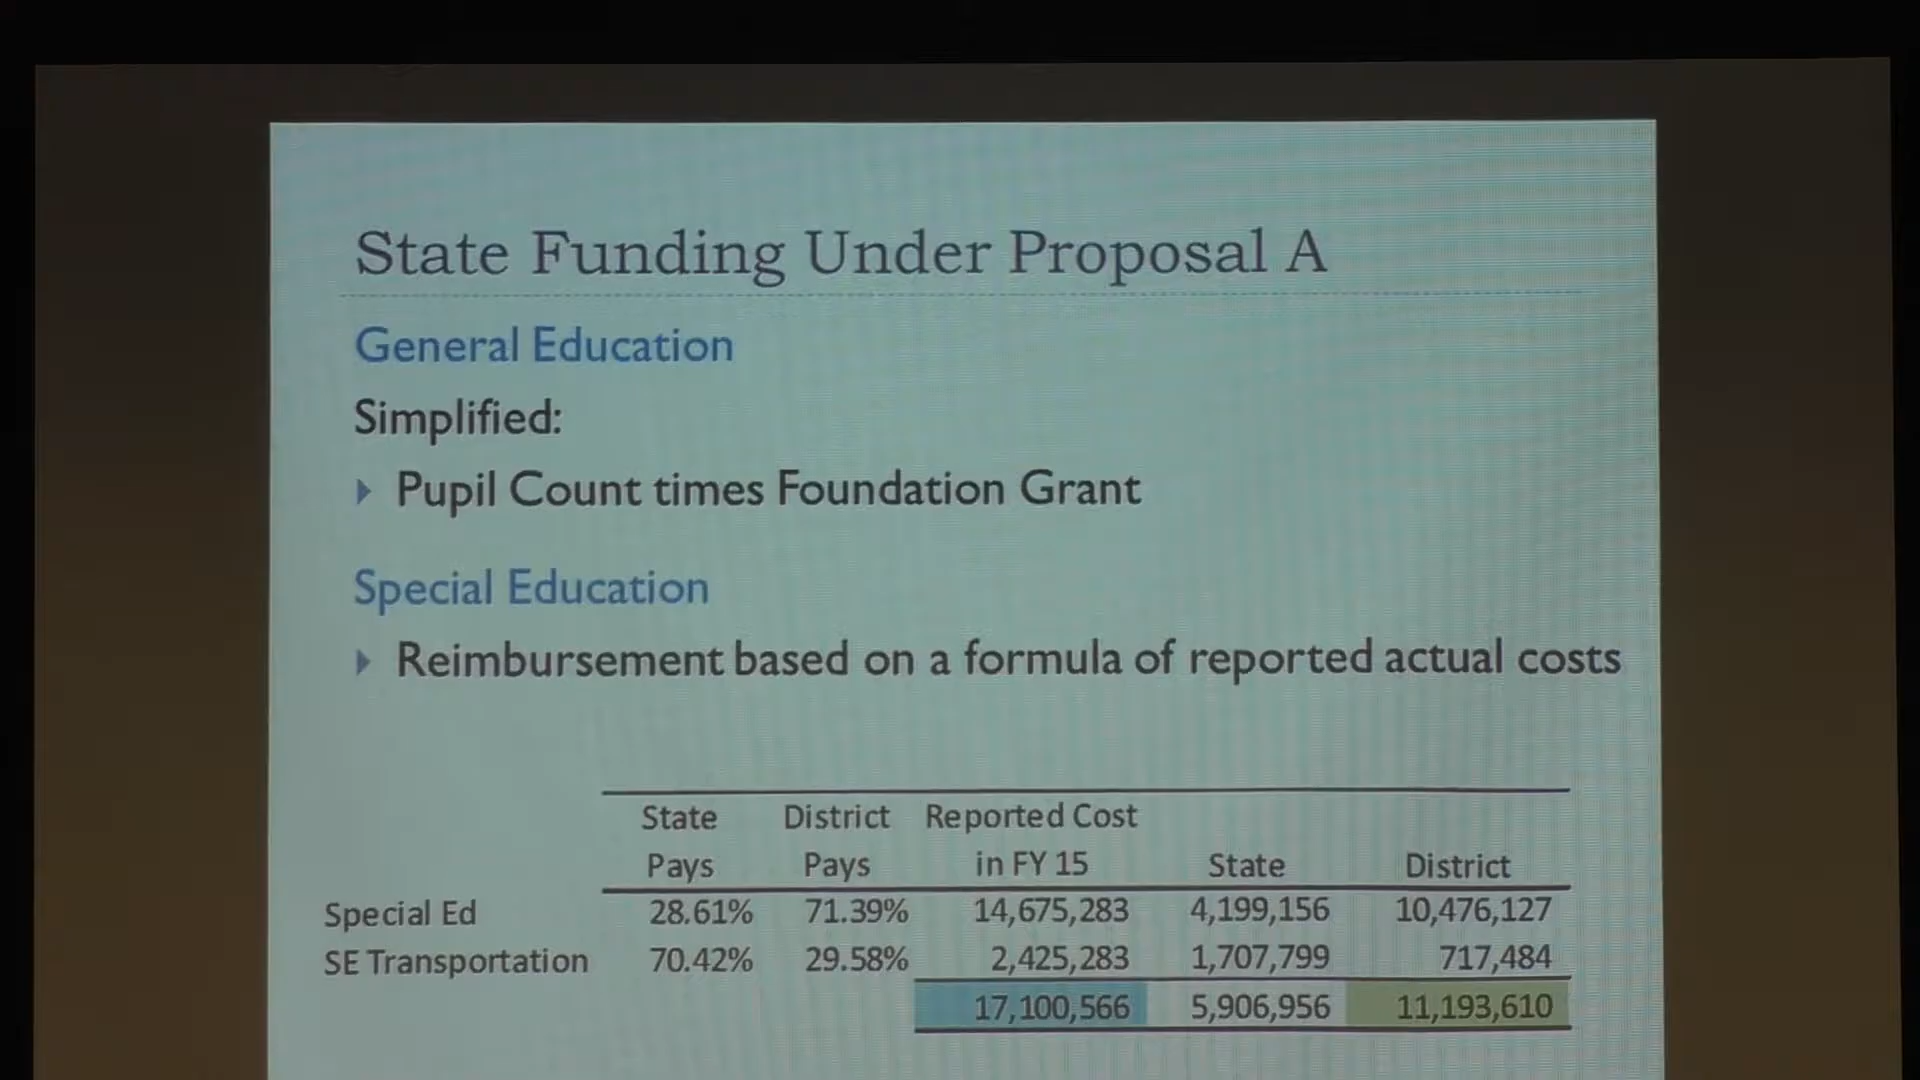 State Funding Under Proposal A
General Education
Simplified:
Pupil Count times Foundation Grant
Special Education
Reimbursement based on a formula of reported actual costs
State District Reported Cost
Pays Pays in FY 15 State District
Special Ed 28.61% 71.39% 14,675,283 4,199,156 10,476,127
SE Transportation 70.42% 29.58% 2,425,283 1,707,799 717,484
17,100,566 5,906,956 11,193,610